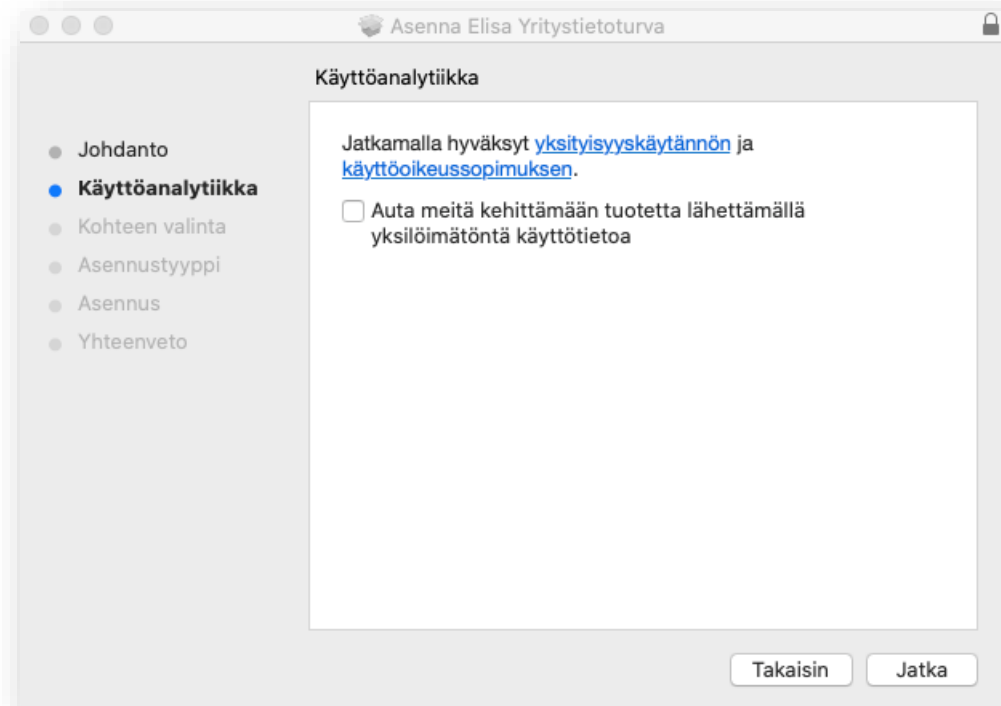 Asenna Elisa Yritystietoturva
Käyttöanalytiikka
Johdanto
Käyttöanalytiikka
Kohteen valinta
Asennustyyppi
Asennus
Yhteenveto
Jatkamalla hyväksyt yksityisyyskäytännön ja
käyttöoikeussopimuksen.
Auta meitä kehittämään tuotetta lähettämällä
yksilöimätöntä käyttötietoa
Takaisin
Jatka